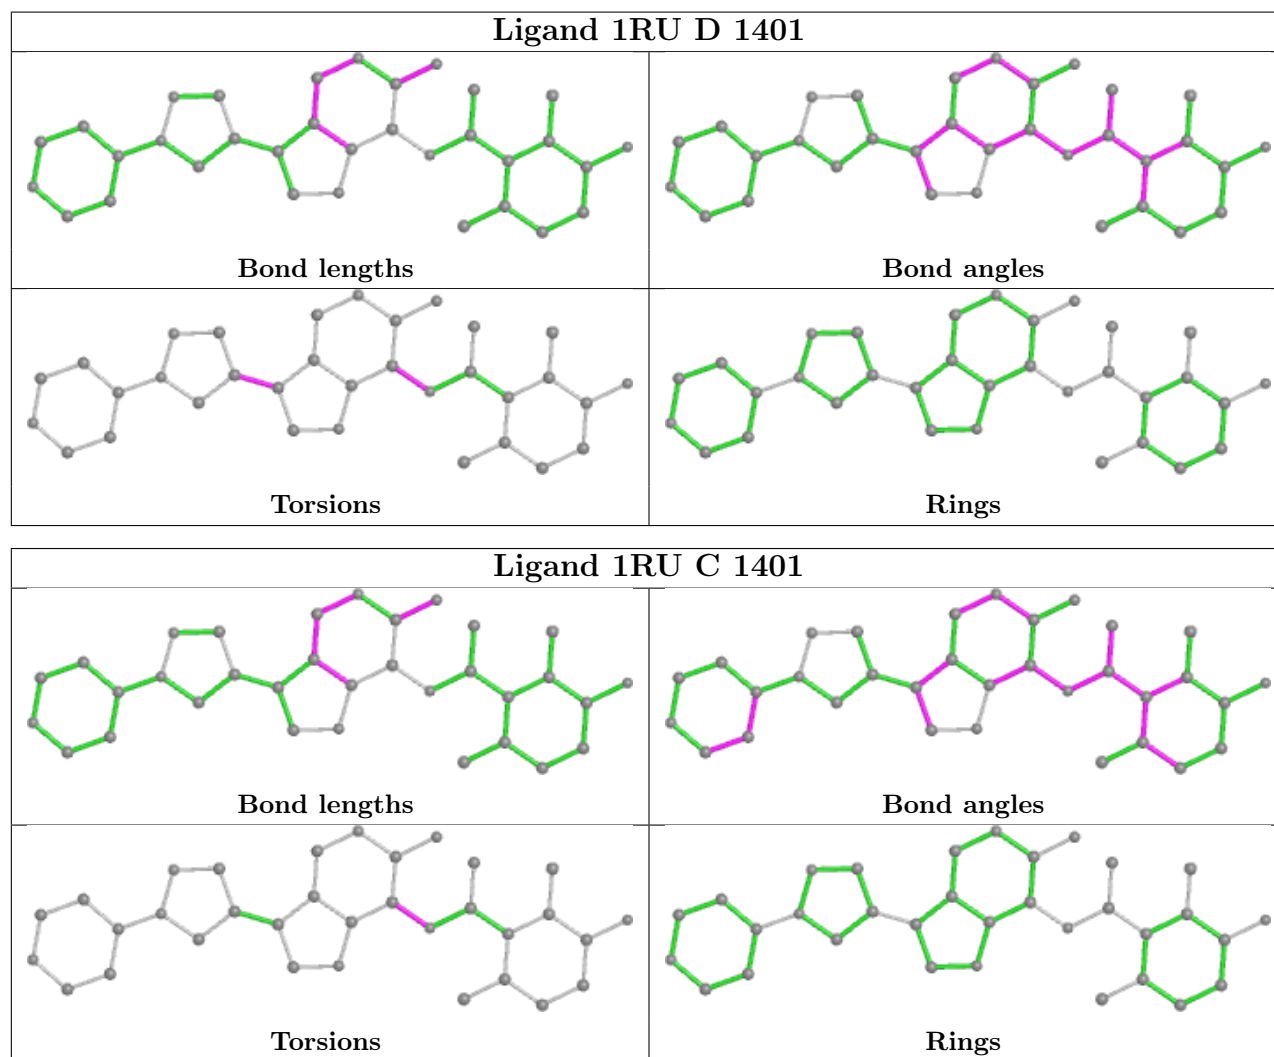 Ligand 1RU D 1401
Bond lengths
Bond angles
Torsions
Rings
Ligand 1RU C 1401
Bond lengths
Bond angles
Torsions
Rings